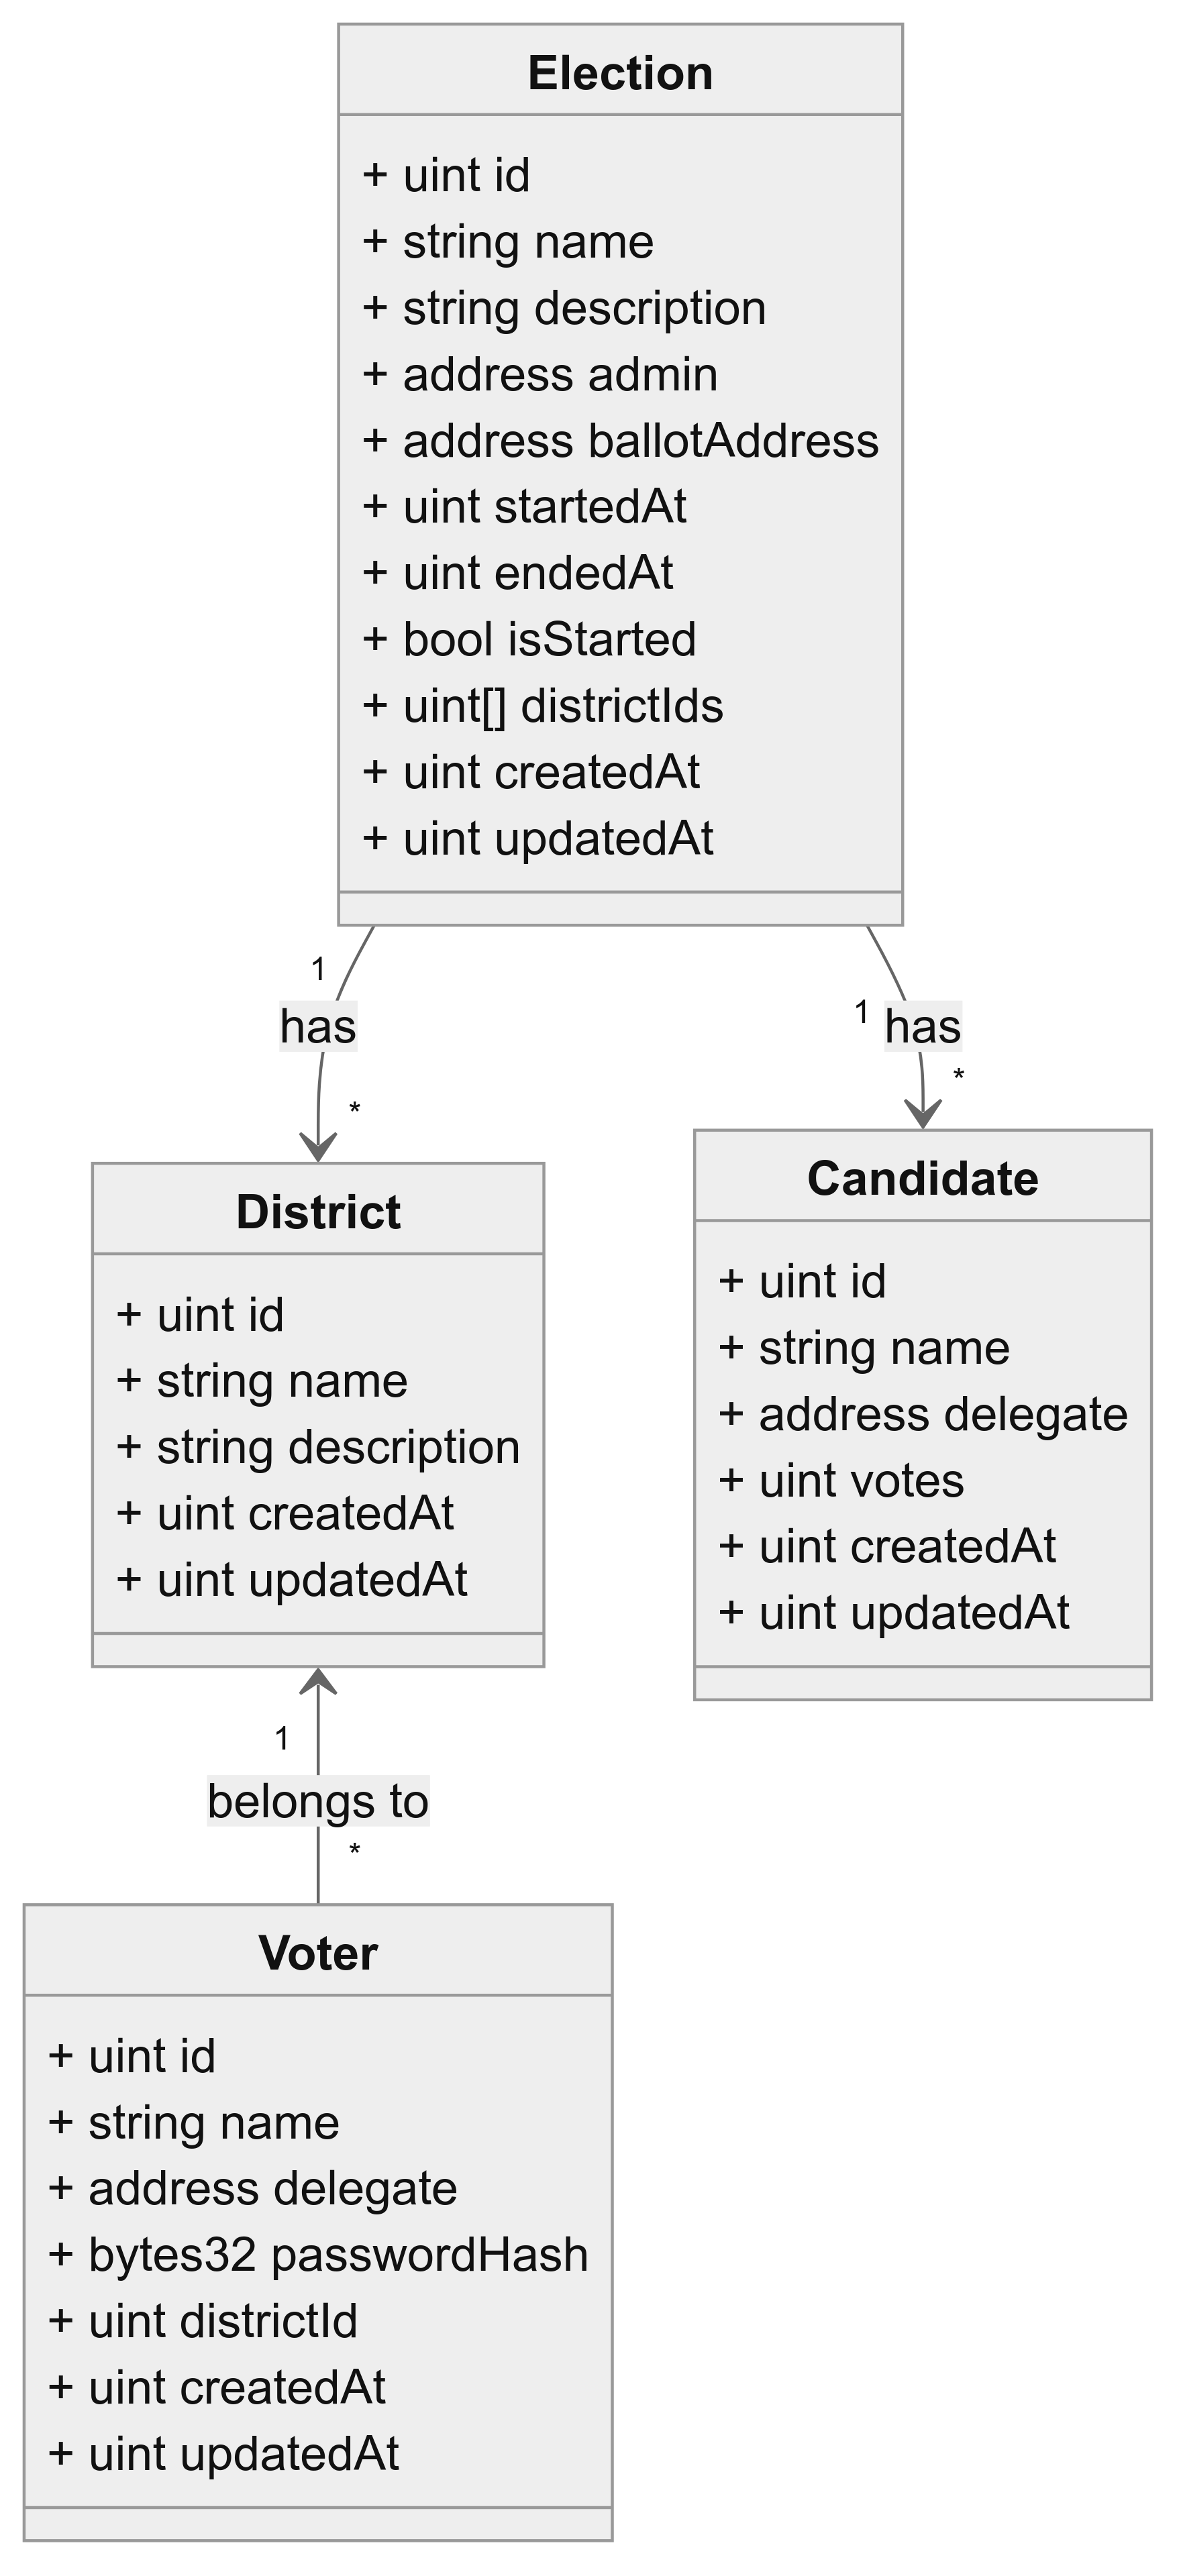 Election
+ uint id
+ string name
+ string description
+ address admin
+ address ballotAddress
+ uint startedAt
+ uint endedAt
+ bool isStarted
+ uint[] districtIds
+ uint createdAt
+ uint updatedAt
1
has
*
1
has
*
District
+ uint id
+ string name
+ string description
+ uint createdAt
+ uint updatedAt
Candidate
+ uint id
+ string name
+ address delegate
+ uint votes
+ uint createdAt
+ uint updatedAt
1
belongs to
*
Voter
+ uint id
+ string name
+ address delegate
+ bytes32 passwordHash
+ uint districtId
+ uint createdAt
+ uint updatedAt